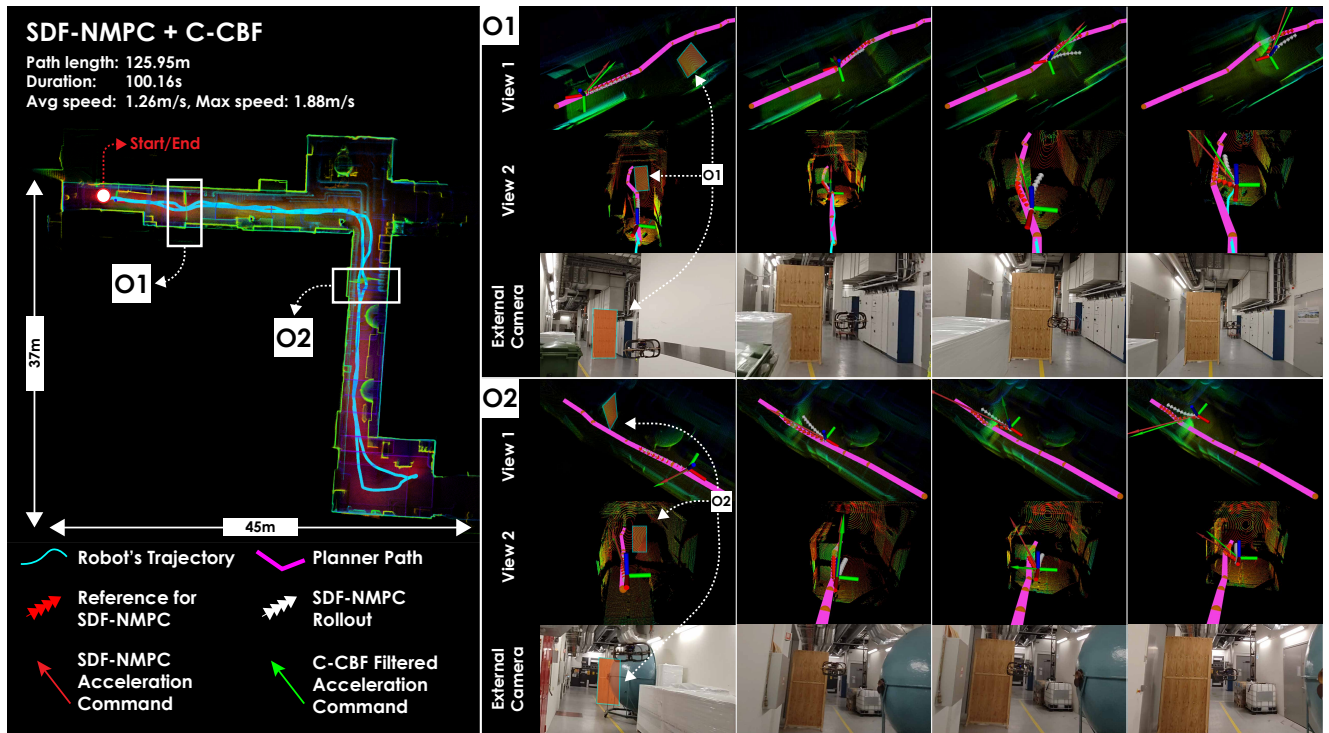 SDF-NMPC + C-CBF
Path length: 125.95m
Duration: 100.16s
Avg speed: 1.26m/s, Max speed: 1.88m/s
Start/End
O1
O2
37m
45m
Robot's Trajectory
Planner Path
Reference for
SDF-NMPC
SDF-NMPC
Rollout
SDF-NMPC
Acceleration
Command
C-CBF Filtered
Acceleration
Command
O1
View 1
View 2
O1
External
Camera
O2
View 1
O2
View 2
External
Camera